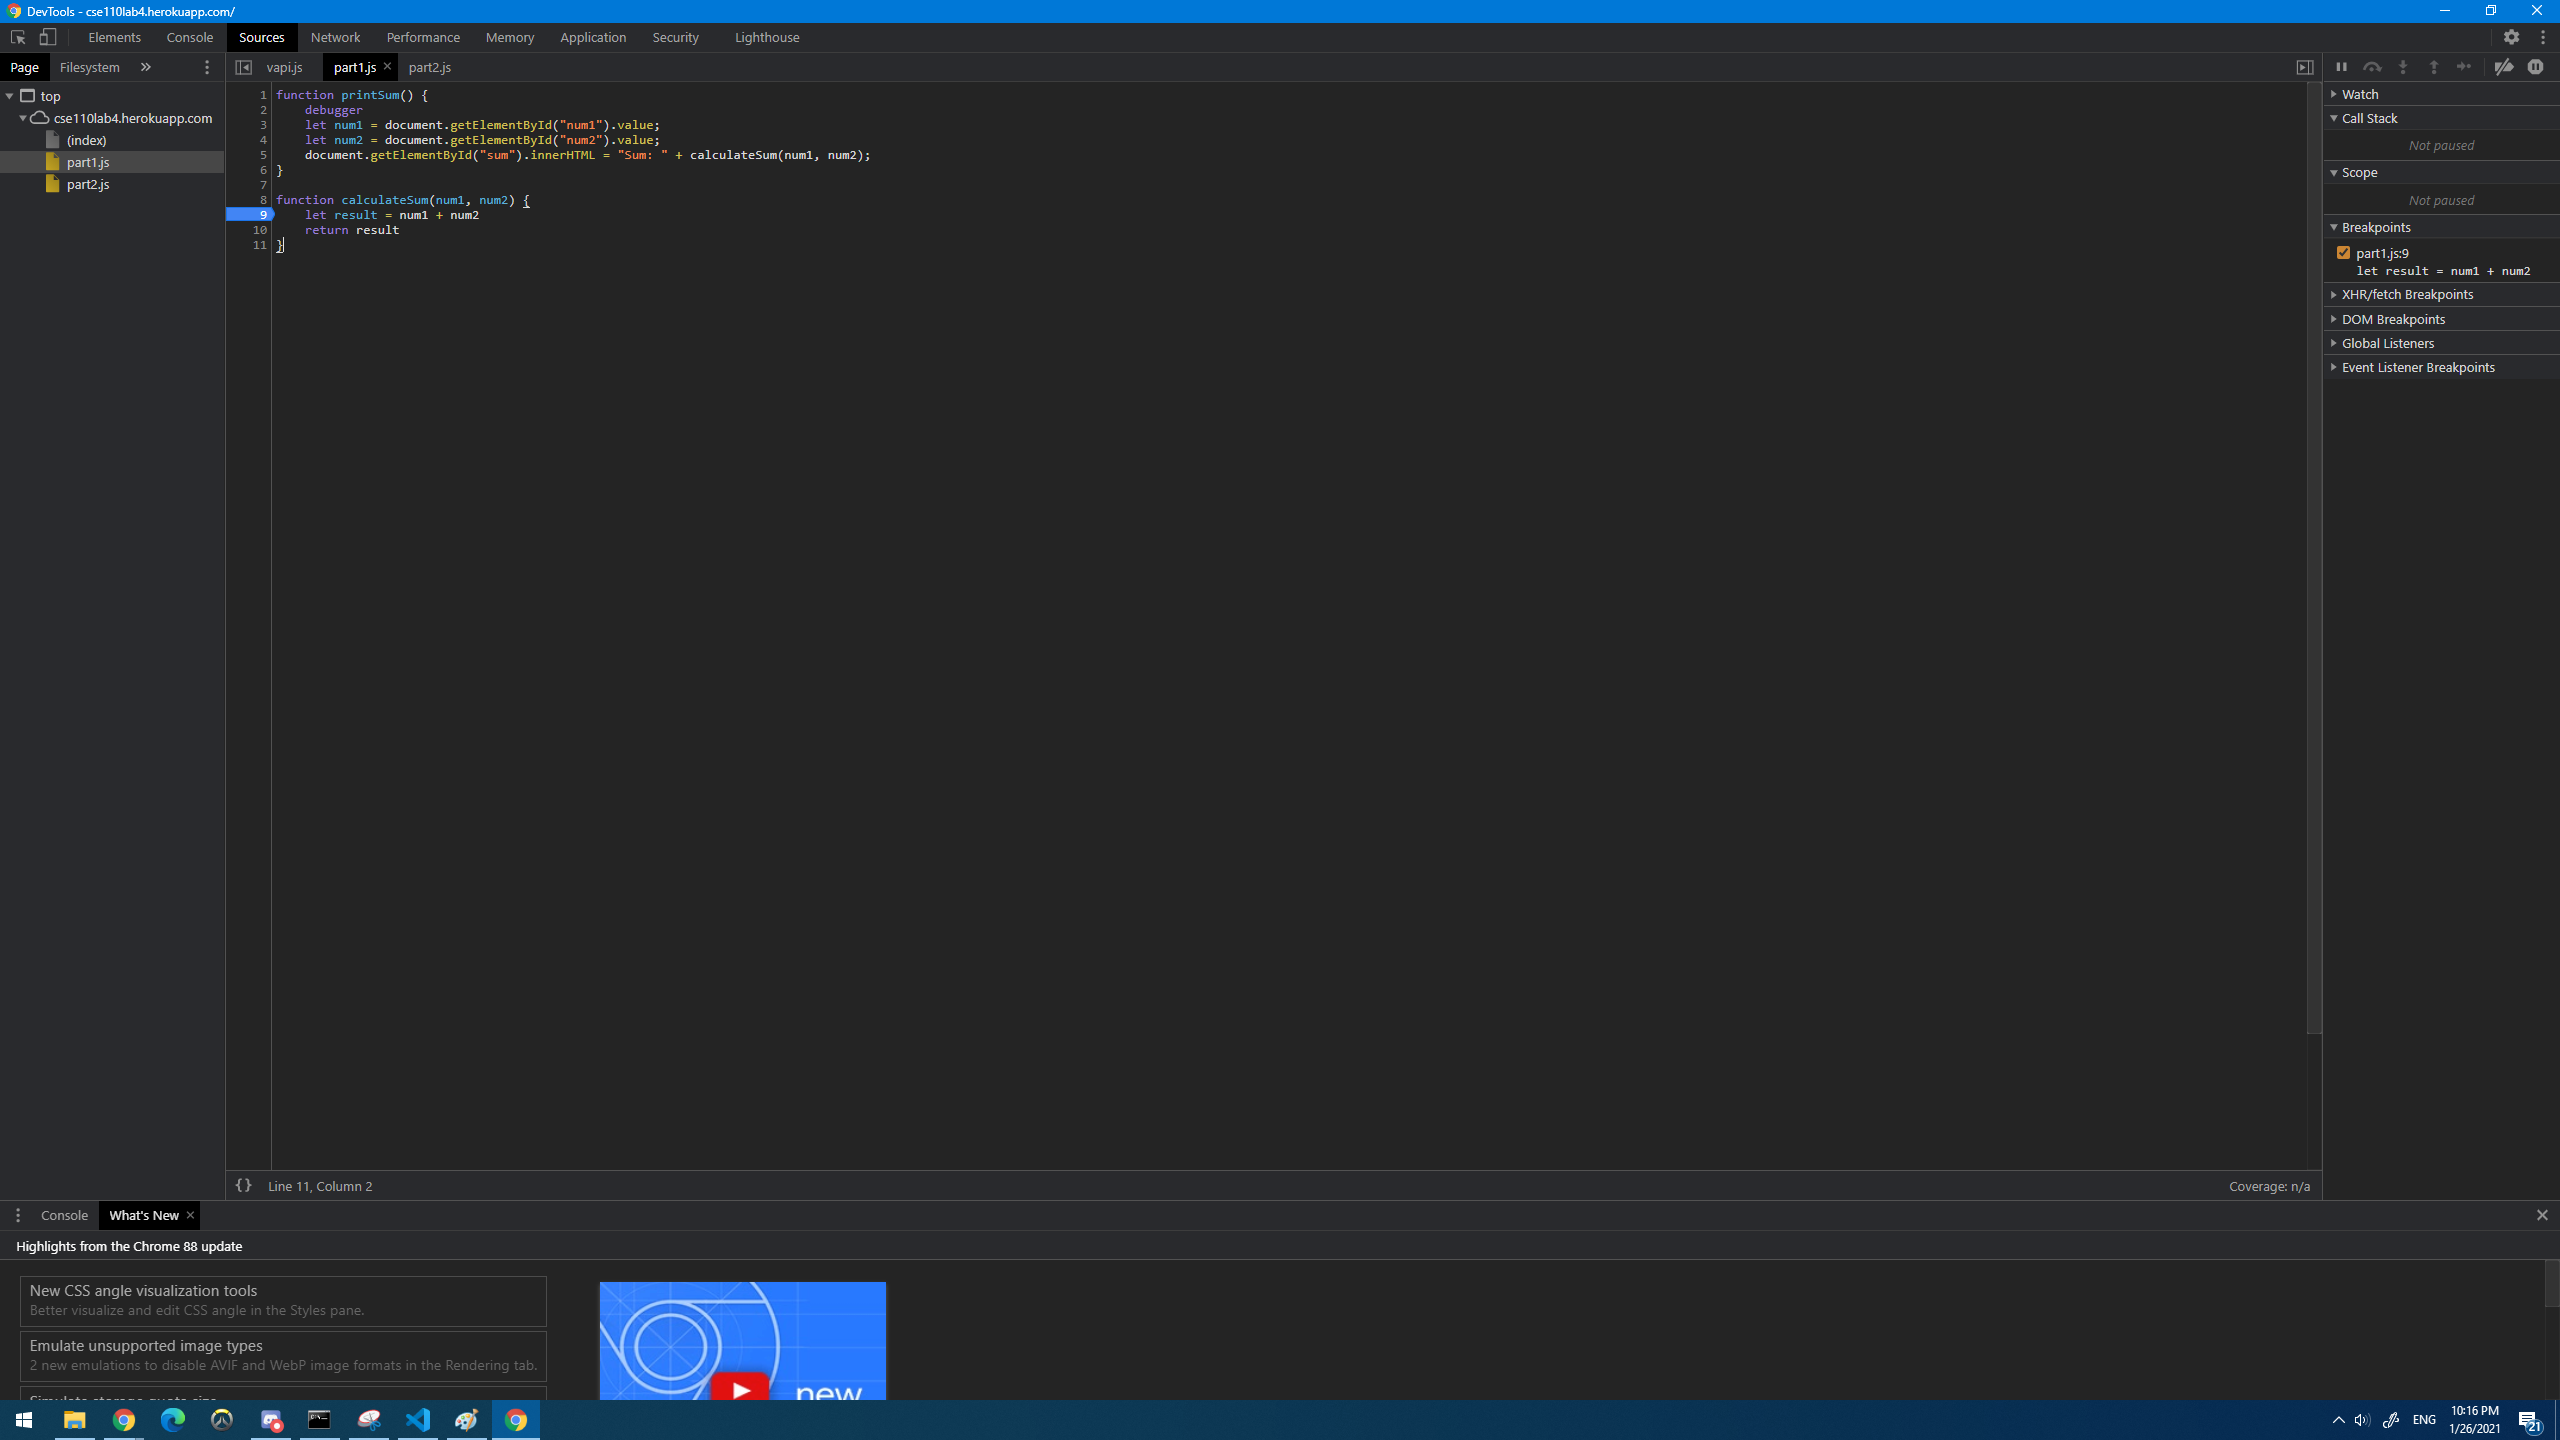 DevTools - cse110lab4.herokuapp.com/
Elements Console Sources Network Performance Memory Application Security Lighthouse
Page Filesystem » vapi.js part1.js × part2.js
top
cse110lab4.herokuapp.com
(index)
part1.js
part2.js
1 function printSum() {
2 debugger
3 let num1 = document.getElementById("num1").value;
4 let num2 = document.getElementById("num2").value;
5 document.getElementById("sum").innerHTML = "Sum: " + calculateSum(num1, num2);
6 }
7
8 function calculateSum(num1, num2) {
9 let result = num1 + num2
10 return result
11 }
Watch
Call Stack
Not paused
Scope
Not paused
Breakpoints
part1.js:9
let result = num1 + num2
XHR/fetch Breakpoints
DOM Breakpoints
Global Listeners
Event Listener Breakpoints
{} Line 11, Column 2 Coverage: n/a
Console What's New ×
Highlights from the Chrome 88 update
New CSS angle visualization tools
Better visualize and edit CSS angle in the Styles pane.
Emulate unsupported image types
2 new emulations to disable AVIF and WebP image formats in the Rendering tab.
Simulate storage quota size
new
ENG
10:16 PM
1/26/2021
21